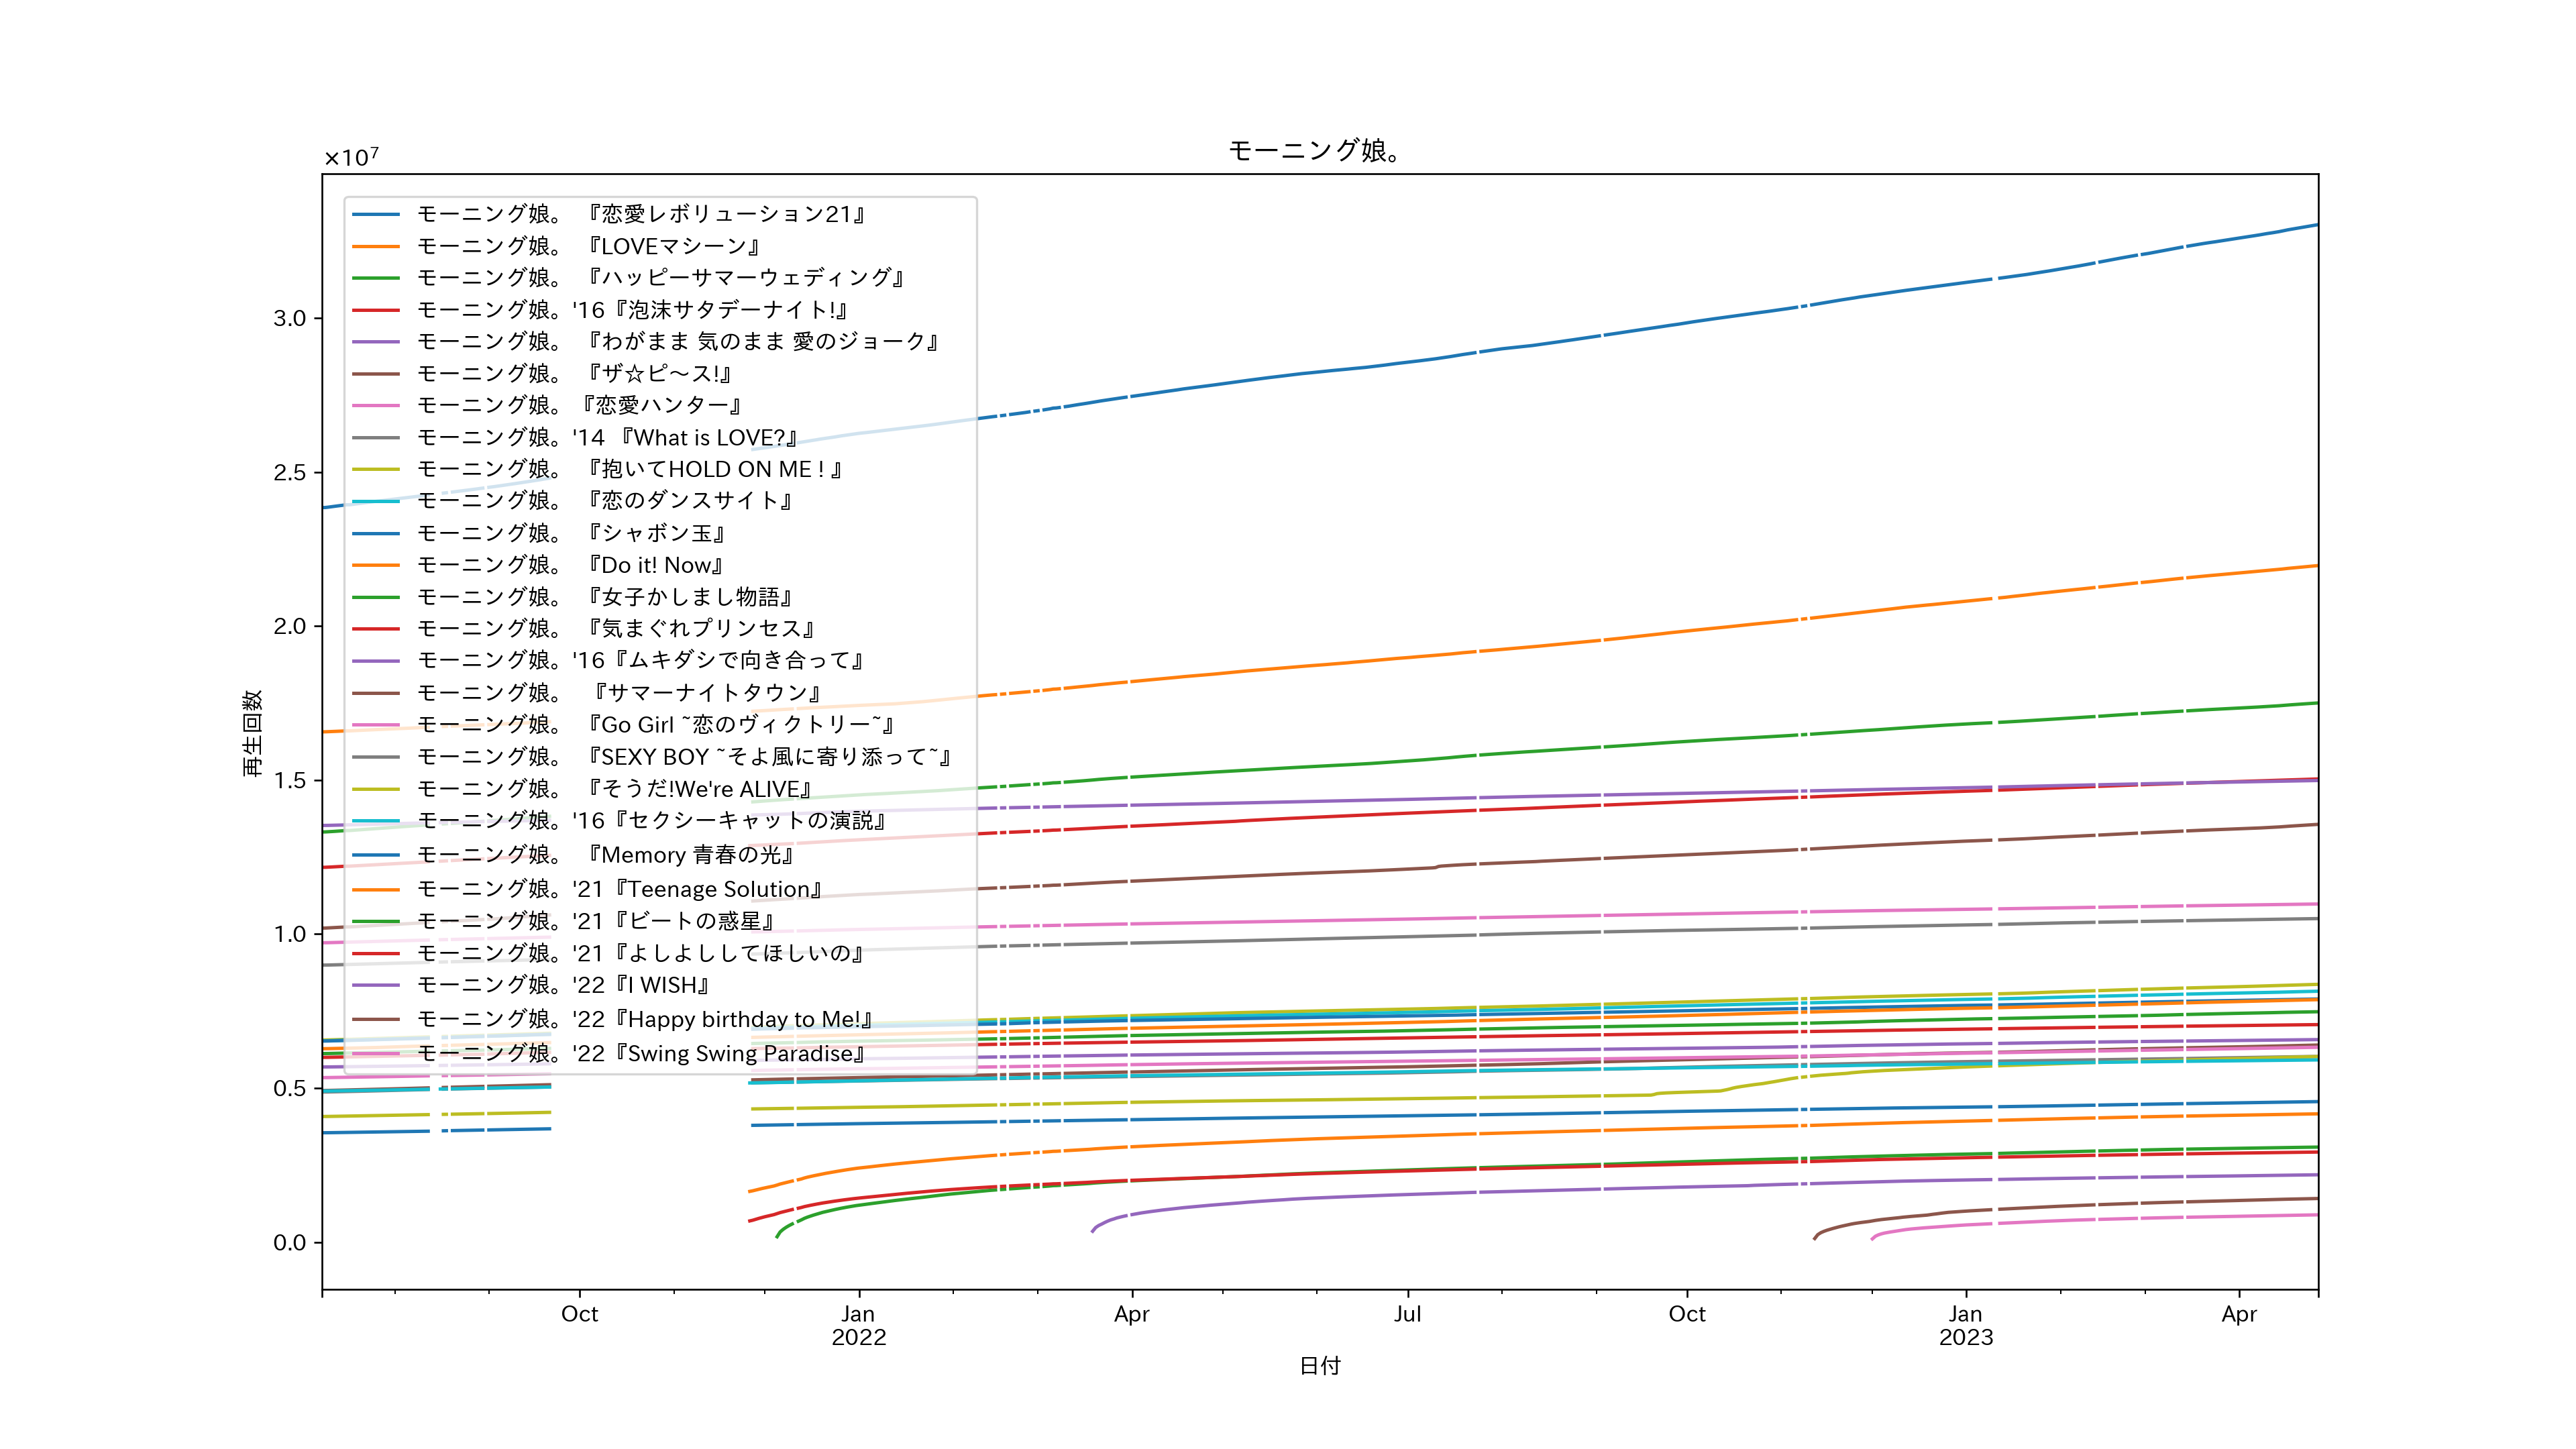 モーニング娘。
×10⁷
モーニング娘。 『恋愛レボリューション21』
モーニング娘。 『LOVEマシーン』
モーニング娘。 『ハッピーサマーウェディング』
モーニング娘。'16『泡沫サタデーナイト!』
モーニング娘。 『わがまま 気のまま 愛のジョーク』
モーニング娘。 『ザ☆ピ〜ス!』
モーニング娘。『恋愛ハンター』
モーニング娘。'14 『What is LOVE?』
モーニング娘。 『抱いてHOLD ON ME ! 』
モーニング娘。 『恋のダンスサイト』
モーニング娘。 『シャボン玉』
モーニング娘。 『Do it! Now』
モーニング娘。 『女子かしまし物語』
モーニング娘。 『気まぐれプリンセス』
モーニング娘。'16『ムキダシで向き合って』
モーニング娘。  『サマーナイトタウン』
モーニング娘。 『Go Girl ~恋のヴィクトリー~』
モーニング娘。 『SEXY BOY ~そよ風に寄り添って~』
モーニング娘。 『そうだ!We're ALIVE』
モーニング娘。'16『セクシーキャットの演説』
モーニング娘。 『Memory 青春の光』
モーニング娘。'21『Teenage Solution』
モーニング娘。'21『ビートの惑星』
モーニング娘。'21『よしよししてほしいの』
モーニング娘。'22『I WISH』
モーニング娘。'22『Happy birthday to Me!』
モーニング娘。'22『Swing Swing Paradise』
再生回数
3.0
2.5
2.0
1.5
1.0
0.5
0.0
Oct
Jan
2022
Apr
Jul
Oct
Jan
2023
Apr
日付